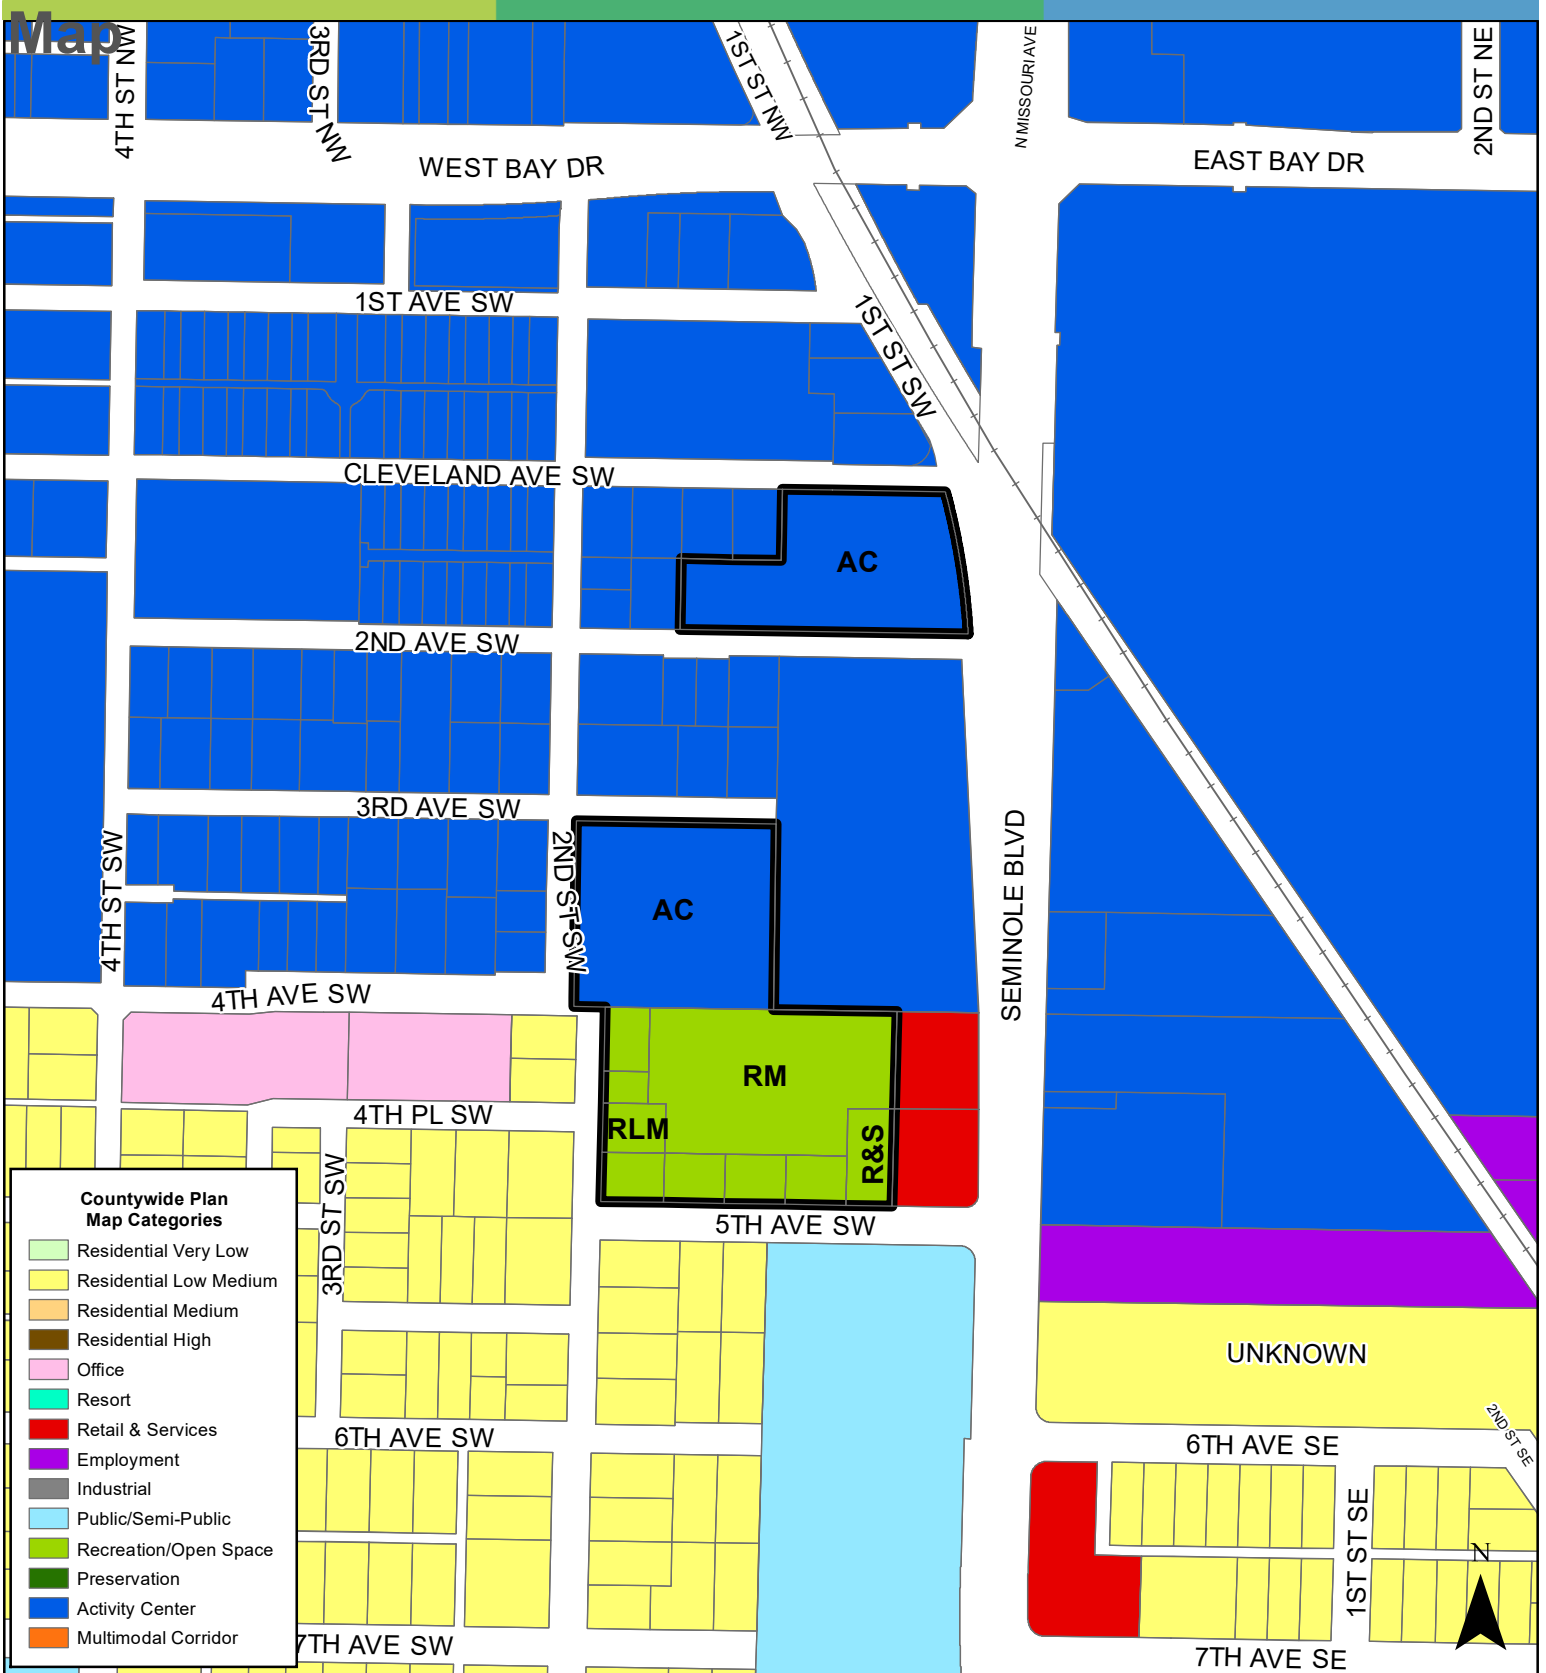 Map
4TH ST NW
3RD ST NW
1ST ST NW
N MISSOURI AVE
2ND ST NE
WEST BAY DR
EAST BAY DR
1ST AVE SW
1ST ST SW
CLEVELAND AVE SW
AC
2ND AVE SW
3RD AVE SW
2ND ST SW
4TH ST SW
AC
SEMINOLE BLVD
4TH AVE SW
RM
4TH PL SW
RLM
R&S
3RD ST SW
5TH AVE SW
UNKNOWN
2ND ST SE
6TH AVE SW
6TH AVE SE
1ST ST SE
N
7TH AVE SW
7TH AVE SE
Countywide Plan
Map Categories
Residential Very Low
Residential Low Medium
Residential Medium
Residential High
Office
Resort
Retail & Services
Employment
Industrial
Public/Semi-Public
Recreation/Open Space
Preservation
Activity Center
Multimodal Corridor